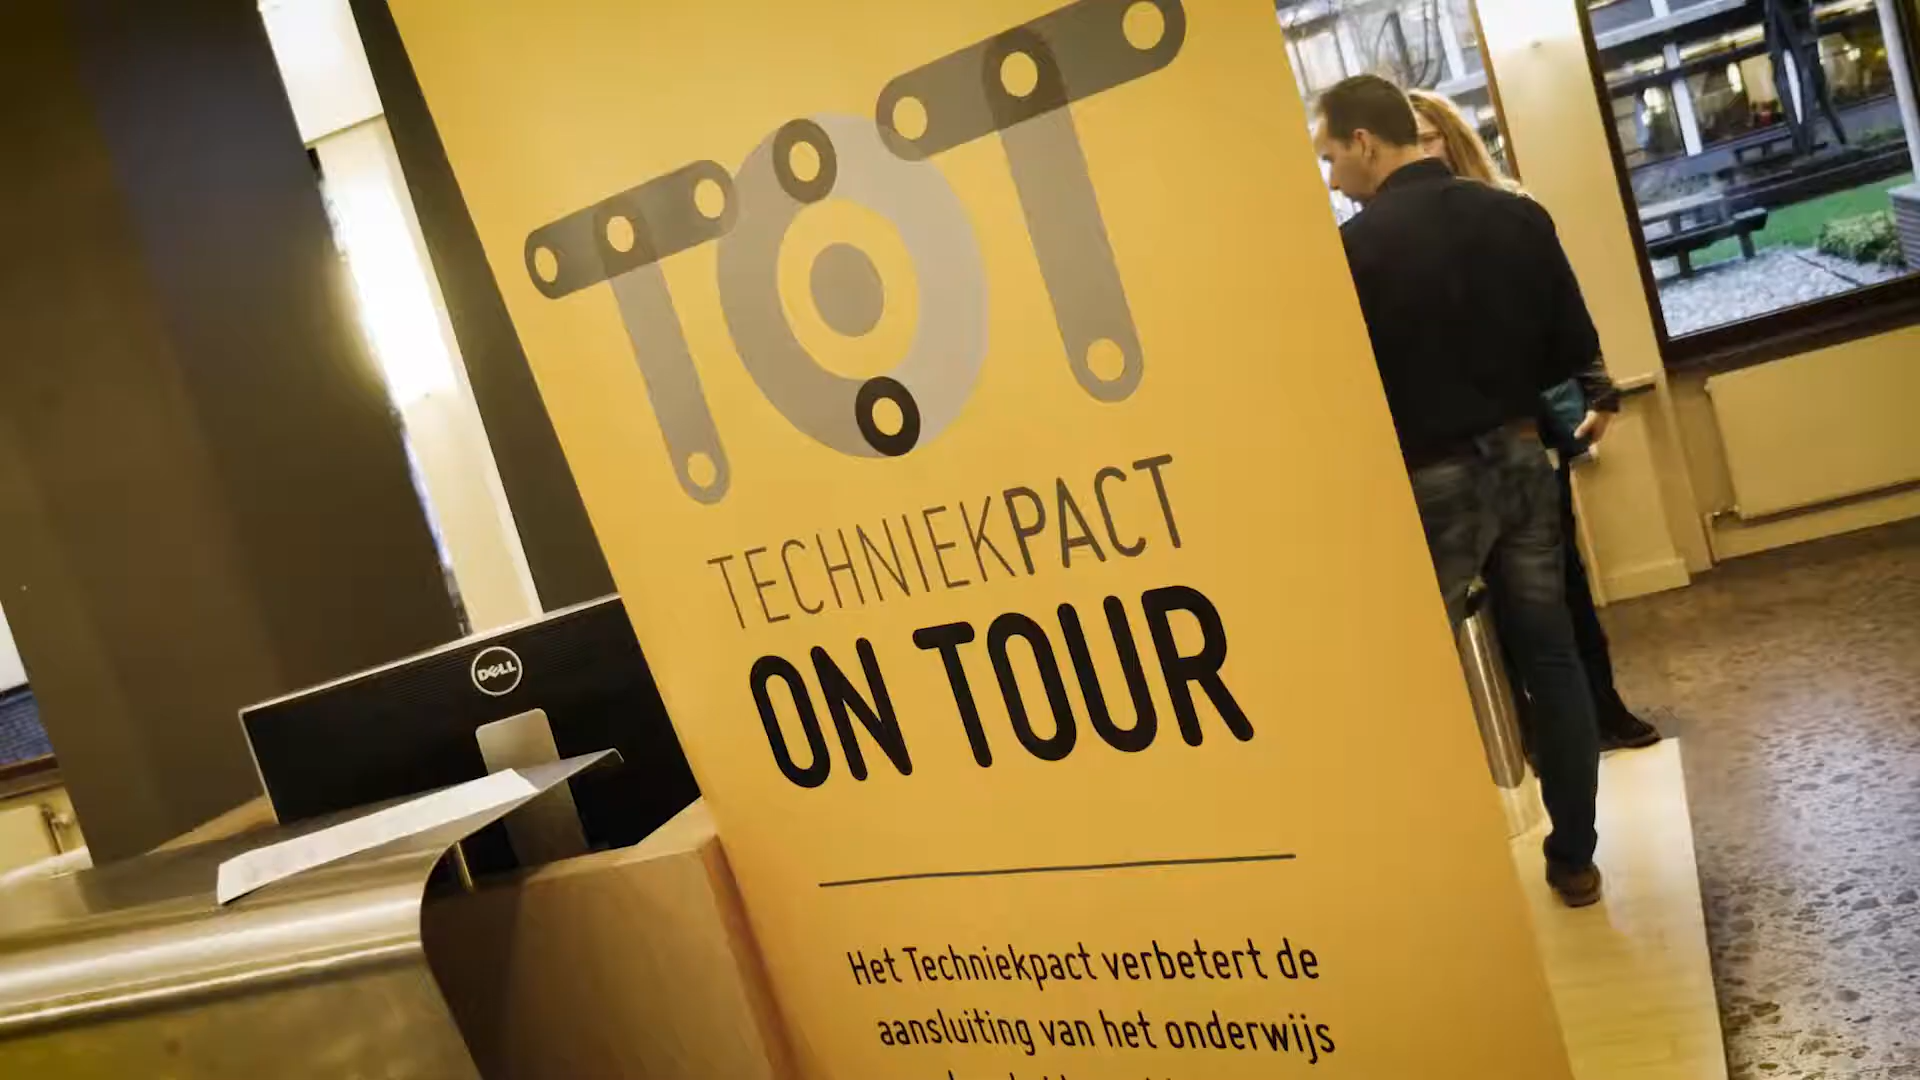 TOT
TECHNIEKPACT
ON TOUR
Het Techniekpact verbetert de
aansluiting van het onderwijs
DELL